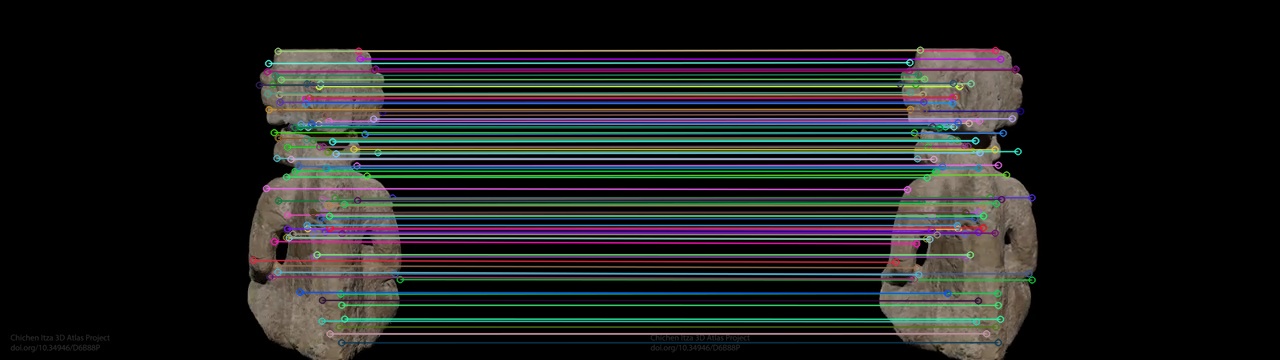 Chichen Itza 3D Atlas Project
doi.org/10.34946/D6B88P
Chichen Itza 3D Atlas Project
doi.org/10.34946/D6B88P